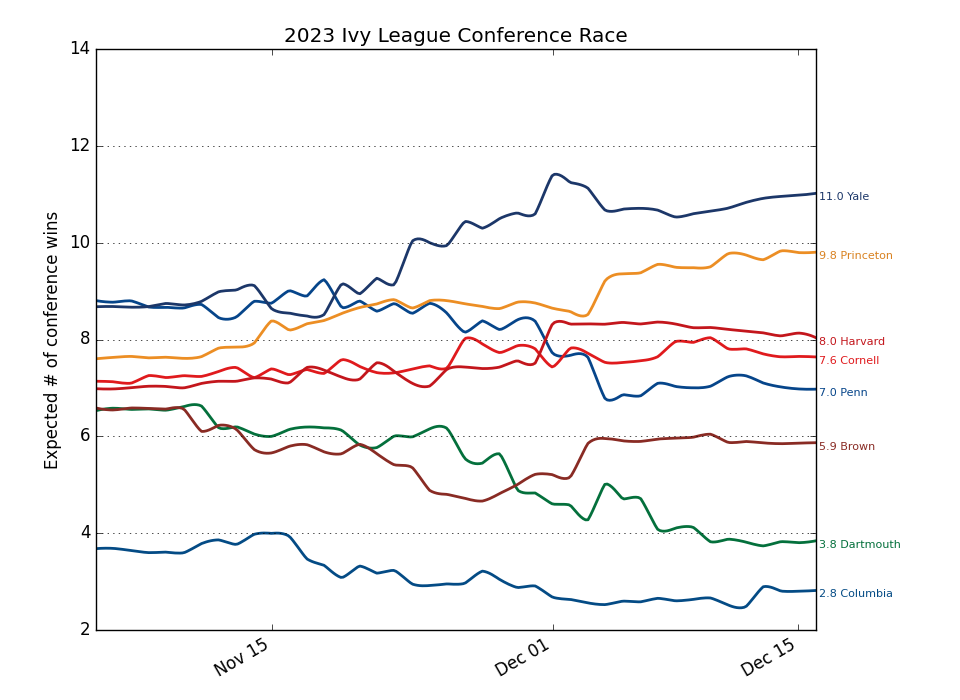 2023 Ivy League Conference Race
Expected # of conference wins
14
12
10
8
6
4
2
Nov 15
Dec 01
Dec 15
11.0 Yale
9.8 Princeton
8.0 Harvard
7.6 Cornell
7.0 Penn
5.9 Brown
3.8 Dartmouth
2.8 Columbia